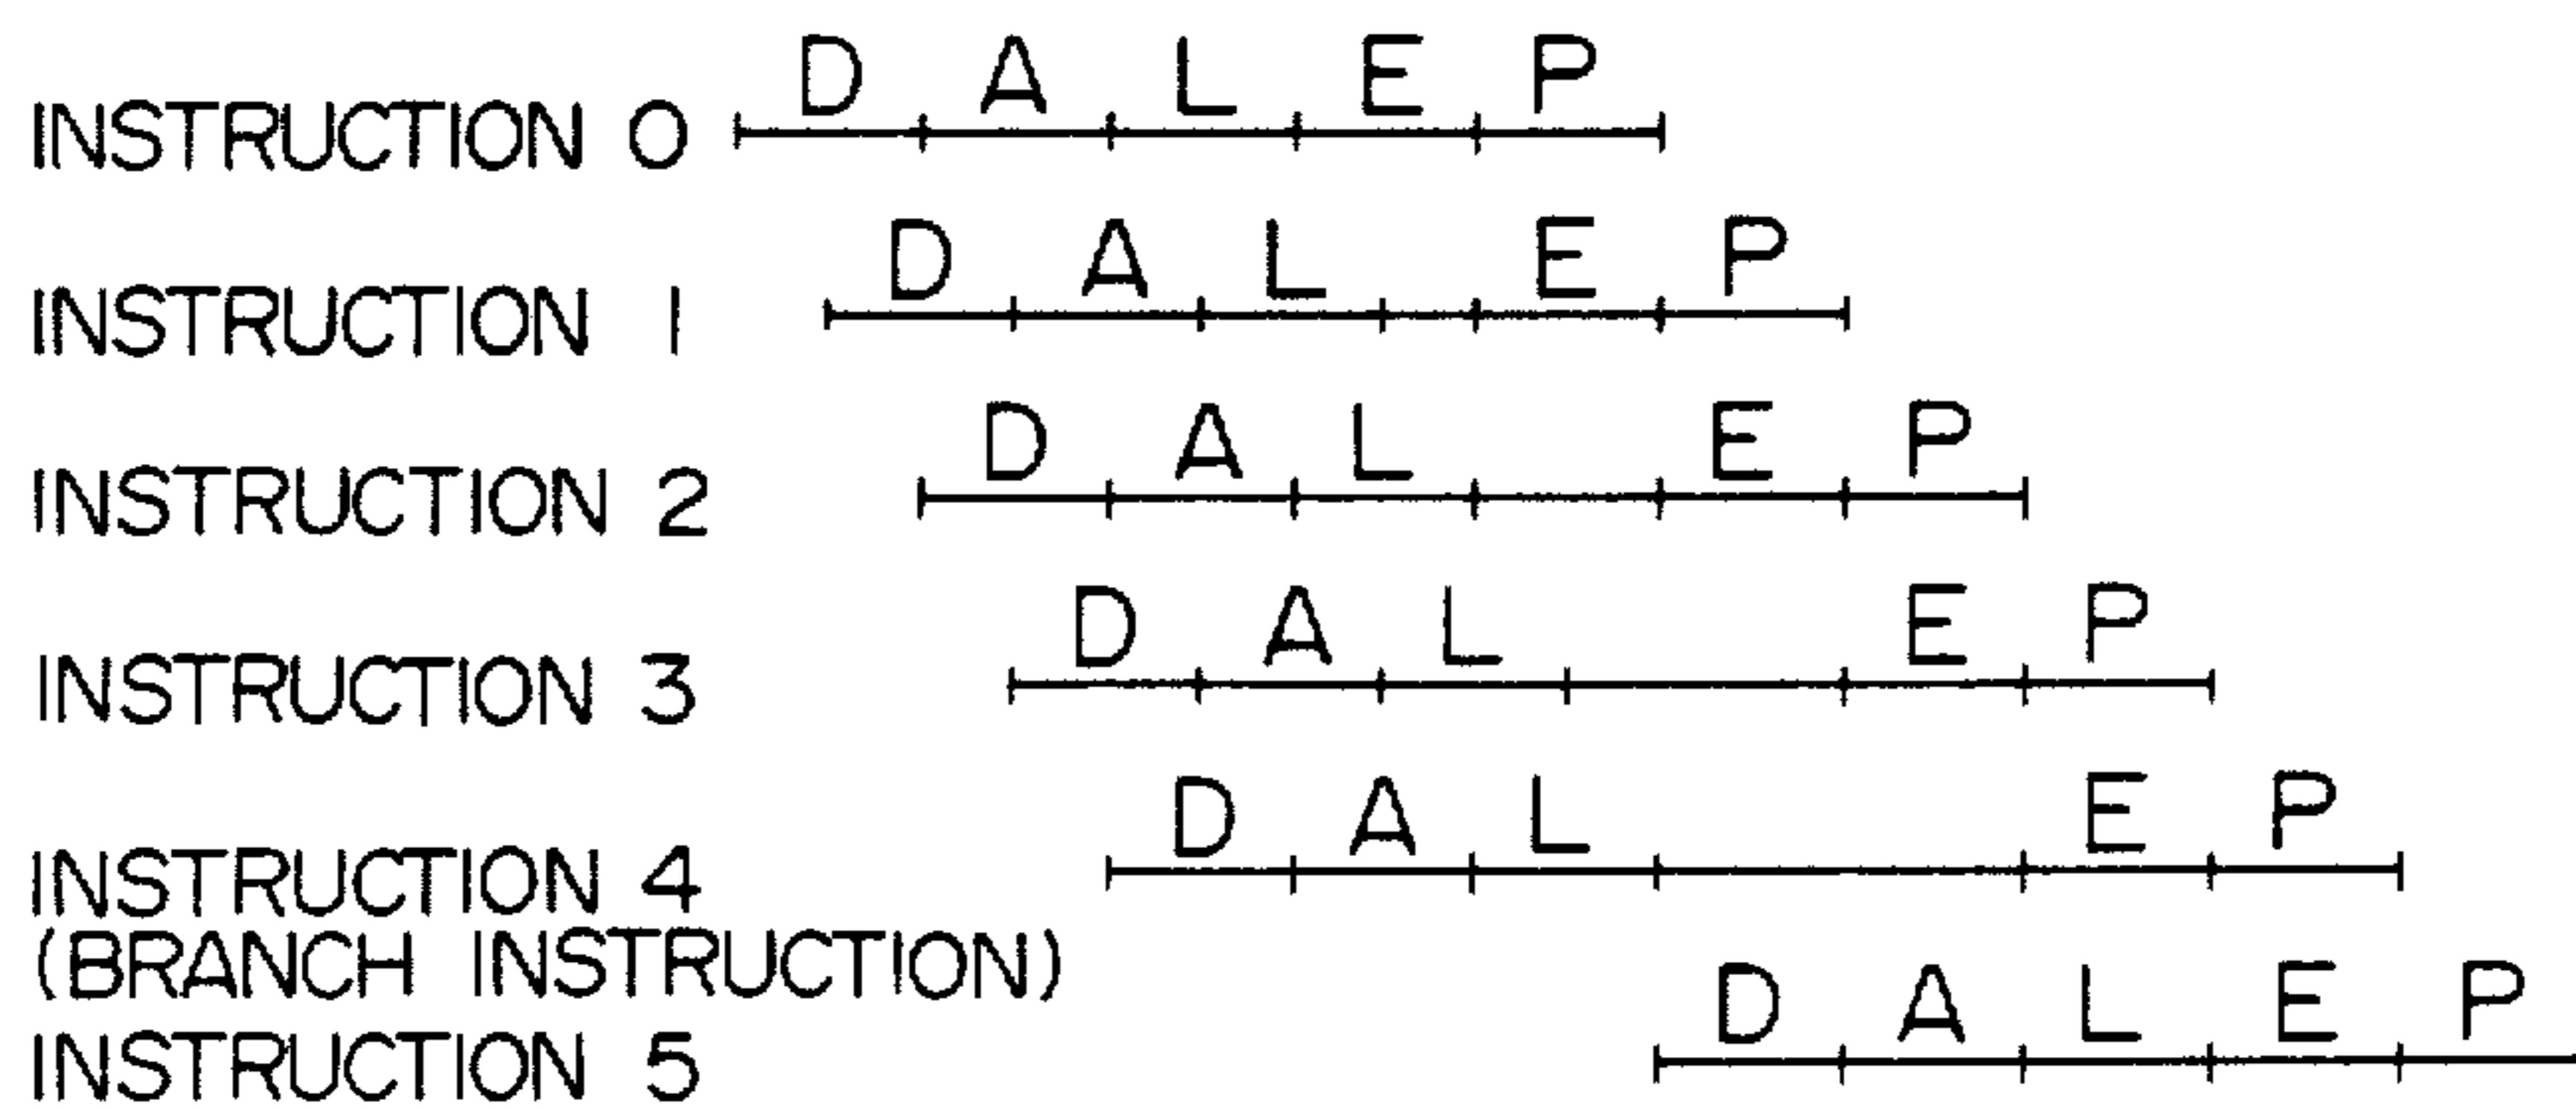 D A L E P
INSTRUCTION 0
D A L E P
INSTRUCTION 1
D A L E P
INSTRUCTION 2
D A L E P
INSTRUCTION 3
D A L E P
INSTRUCTION 4
(BRANCH INSTRUCTION)
D A L E P
INSTRUCTION 5